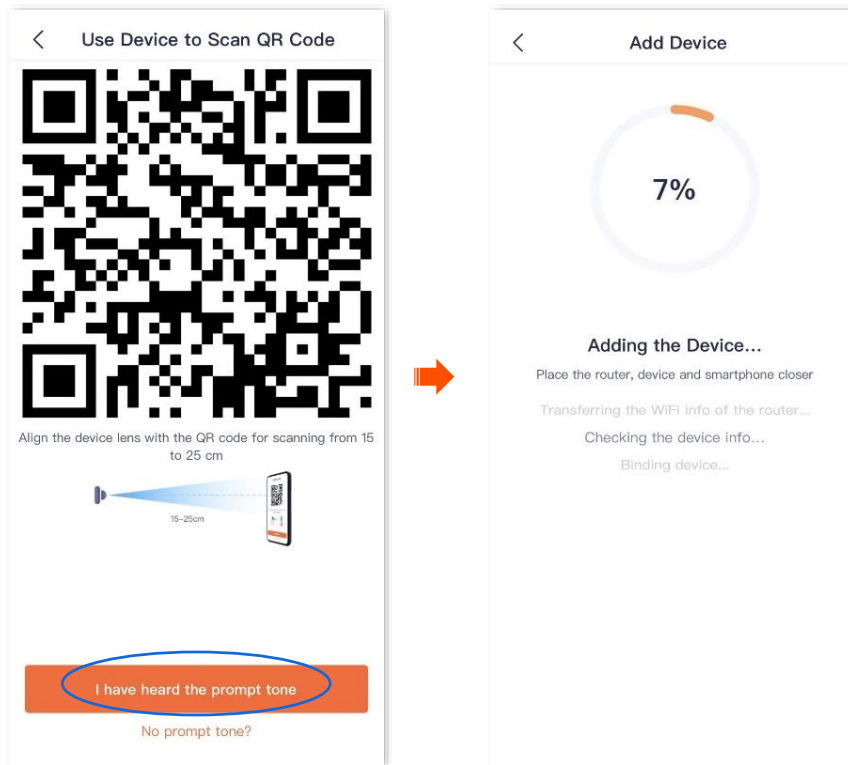 Use Device to Scan QR Code
Align the device lens with the QR code for scanning from 15
to 25 cm
15-25cm
I have heard the prompt tone
No prompt tone?
Add Device
7%
Adding the Device...
Place the router, device and smartphone closer
Transferring the WiFi info of the router...
Checking the device info...
Binding device...